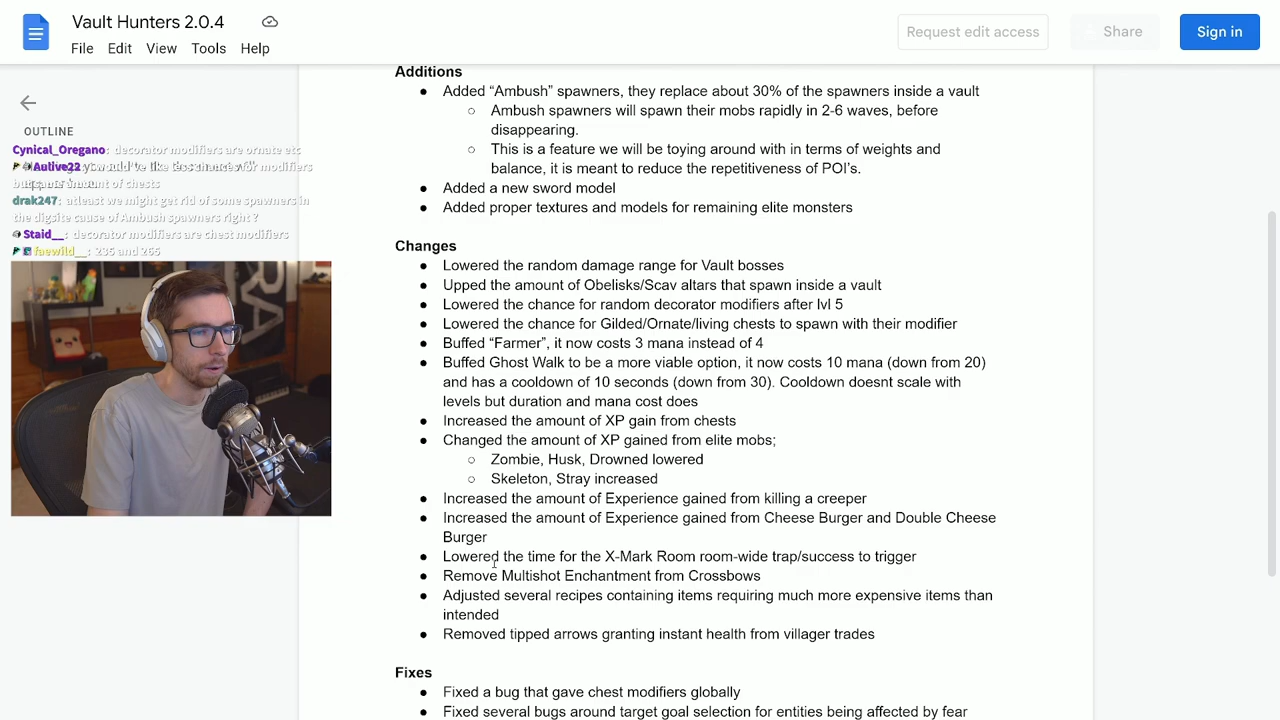 Vault Hunters 2.0.4
File Edit View Tools Help
Request edit access
Share
Sign in
OUTLINE
Cynical_Oregano: decorator modifiers are ornate etc
Aulive22
modifiers
amount of chests
drak247: atleast we might get rid of some spawners in
the digsite cause of Ambush spawners right ?
Staid__: decorator modifiers are chest modifiers
faewild__: 235 and 265
Additions
● Added “Ambush” spawners, they replace about 30% of the spawners inside a vault
○ Ambush spawners will spawn their mobs rapidly in 2-6 waves, before
disappearing.
○ This is a feature we will be toying around with in terms of weights and
balance, it is meant to reduce the repetitiveness of POI’s.
● Added a new sword model
● Added proper textures and models for remaining elite monsters
Changes
● Lowered the random damage range for Vault bosses
● Upped the amount of Obelisks/Scav altars that spawn inside a vault
● Lowered the chance for random decorator modifiers after lvl 5
● Lowered the chance for Gilded/Ornate/living chests to spawn with their modifier
● Buffed “Farmer”, it now costs 3 mana instead of 4
● Buffed Ghost Walk to be a more viable option, it now costs 10 mana (down from 20)
and has a cooldown of 10 seconds (down from 30). Cooldown doesnt scale with
levels but duration and mana cost does
● Increased the amount of XP gain from chests
● Changed the amount of XP gained from elite mobs;
○ Zombie, Husk, Drowned lowered
○ Skeleton, Stray increased
● Increased the amount of Experience gained from killing a creeper
● Increased the amount of Experience gained from Cheese Burger and Double Cheese
Burger
● Lowered the time for the X-Mark Room room-wide trap/success to trigger
● Remove Multishot Enchantment from Crossbows
● Adjusted several recipes containing items requiring much more expensive items than
intended
● Removed tipped arrows granting instant health from villager trades
Fixes
● Fixed a bug that gave chest modifiers globally
● Fixed several bugs around target goal selection for entities being affected by fear